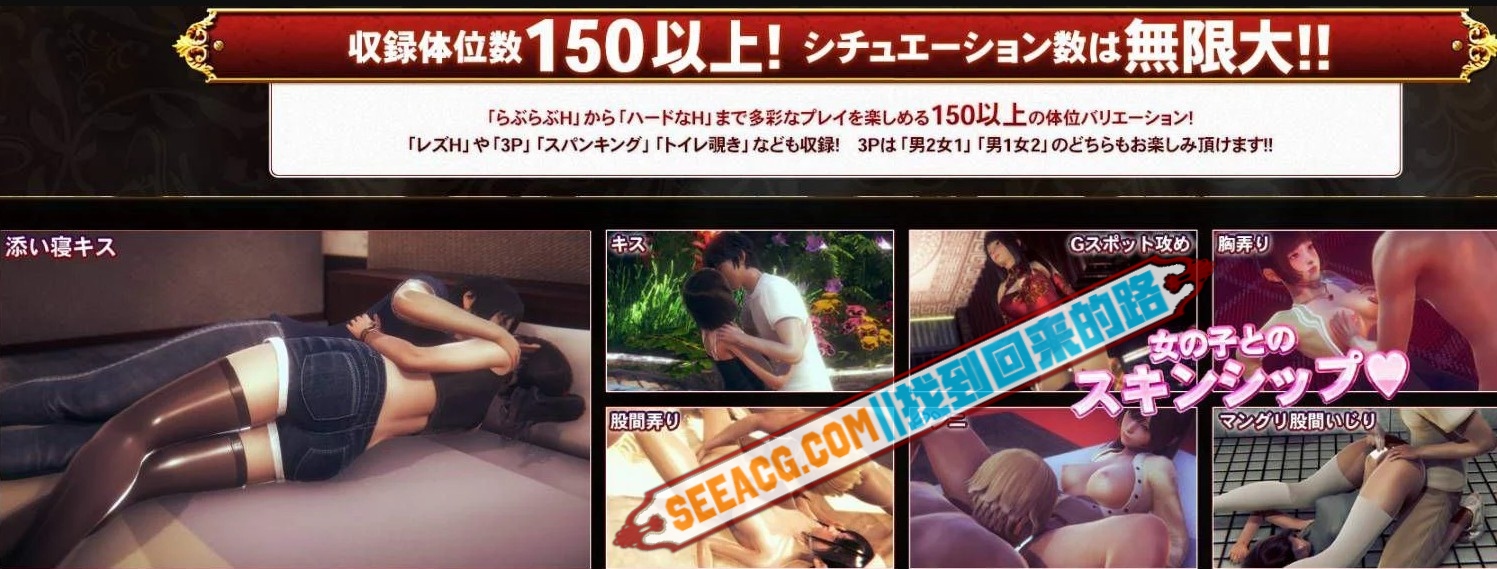 収録体位数150以上! シチュエーション数は無限大!!
「らぶらぶH」から「ハードなH」まで多彩なプレイを楽しめる150以上の体位バリエーション!
「レズH」や「3P」「スパンキング」「トイレ覗き」なども収録! 3Pは「男2女1」「男1女2」のどちらもお楽しみ頂けます!!
添い寝キス
キス
Gスポット攻め
胸弄り
女の子との
スキンシップ♥
股間弄り
マングリ股間いじり
SEEACG.COM||找到回来的路